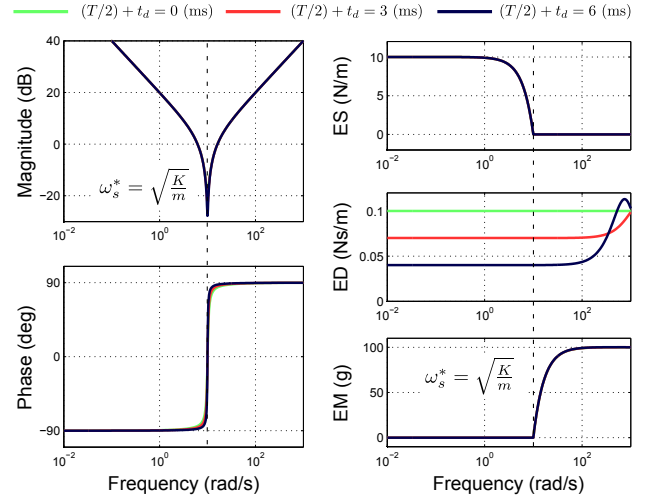 (T/2) + t_d = 0 (ms) (T/2) + t_d = 3 (ms) (T/2) + t_d = 6 (ms)
Magnitude (dB)
40
20
0
−20
ω_s^* = √(K/m)
10^−2 10^0 10^2
Phase (deg)
90
0
−90
10^−2 10^0 10^2
Frequency (rad/s)
ES (N/m)
10
5
0
10^−2 10^0 10^2
ED (Ns/m)
0.1
0.05
0
10^−2 10^0 10^2
EM (g)
100
50
0
ω_s^* = √(K/m)
10^−2 10^0 10^2
Frequency (rad/s)